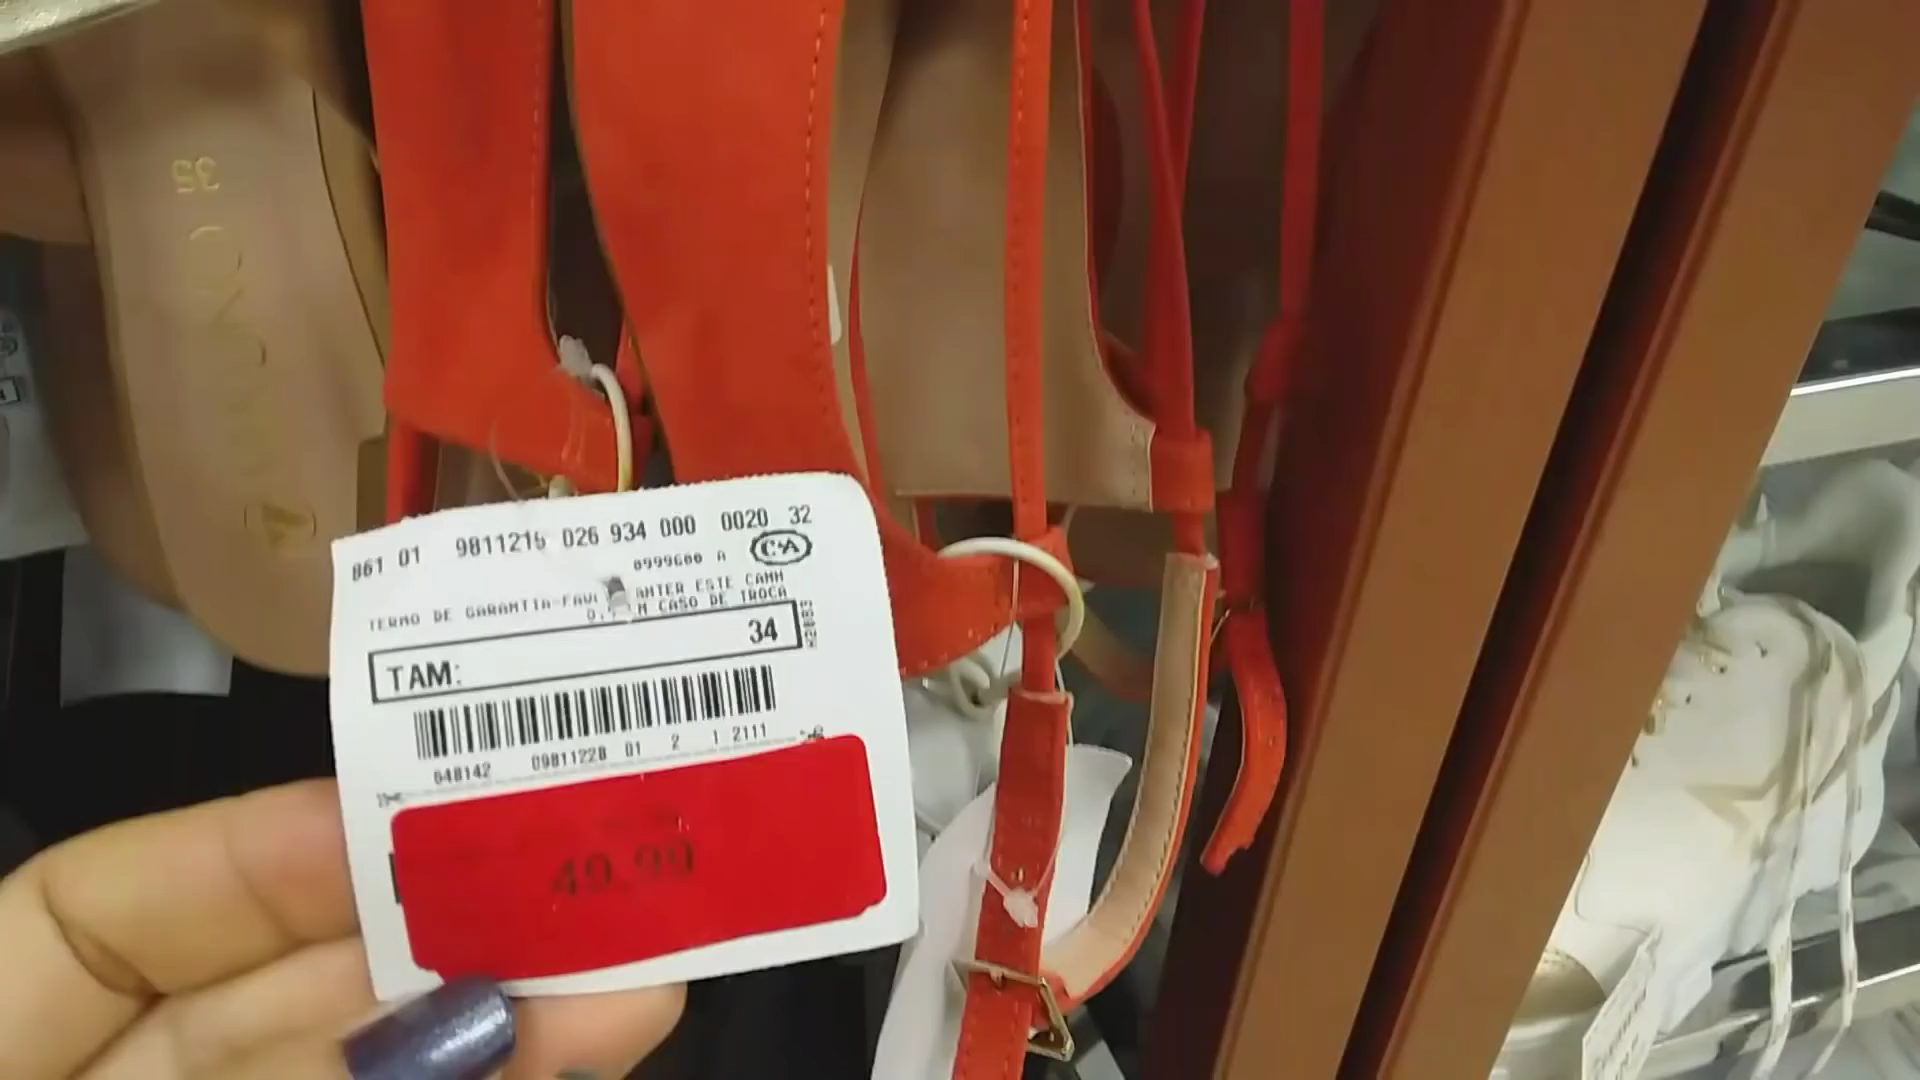 35
861 01 9811215 026 934 000 0020 32
0999600 A C&A
TERMO DE GARANTIA-FAV ANTER ESTE CAMH
M CASO DE TROCA
34
TAM:
648142 09811228 01 2 1 2111
49,99